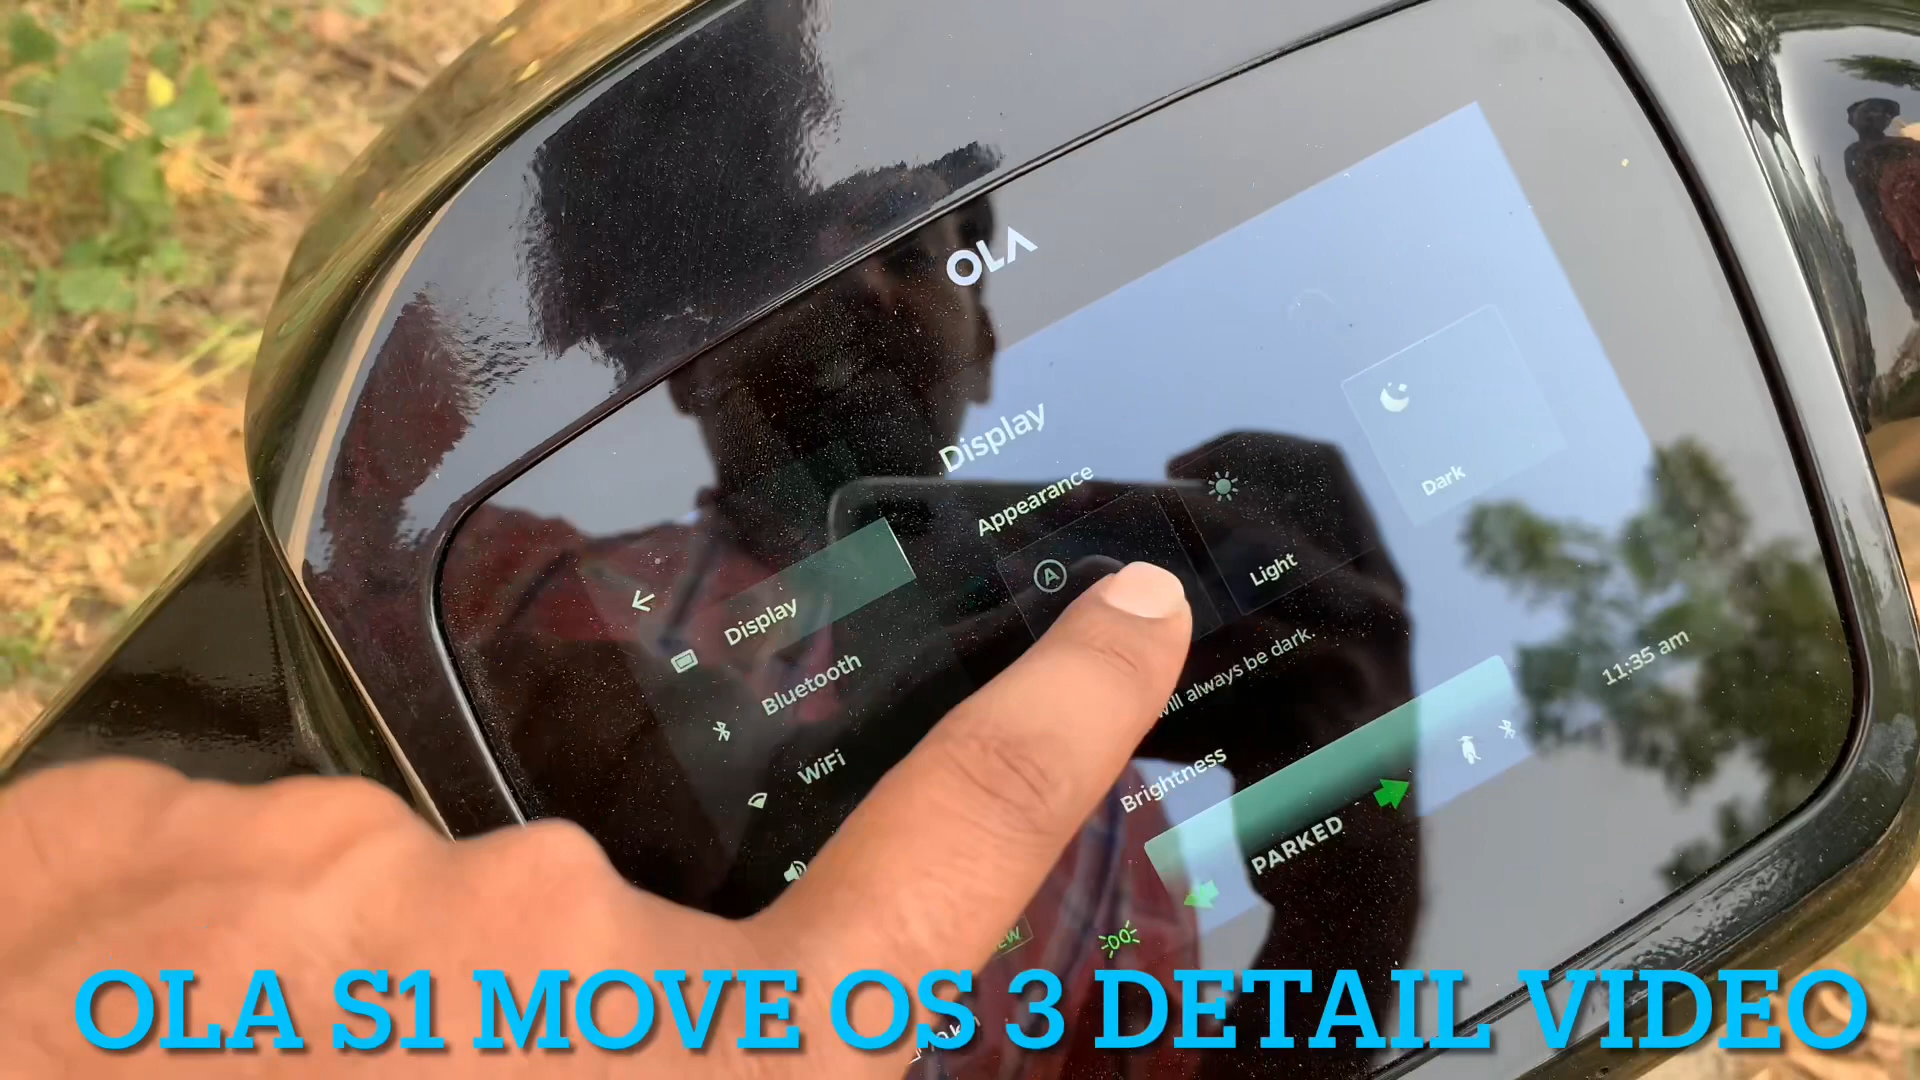 OLA
Display
Appearance
A
Light
Dark
Display
Bluetooth
WiFi
will always be dark.
Brightness
11:35 am
PARKED
OLA S1 MOVE OS 3 DETAIL VIDEO